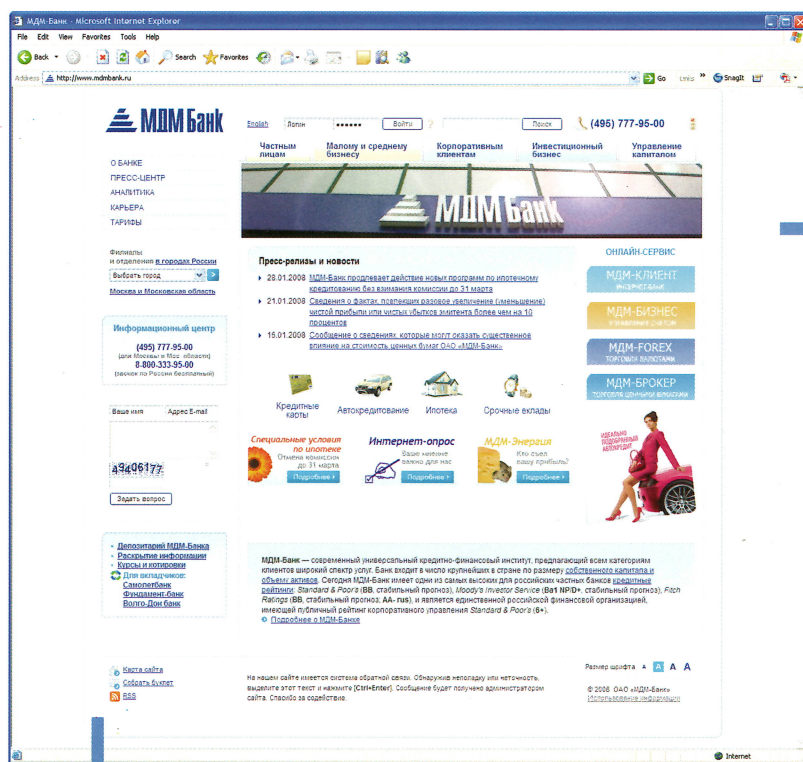 МДМ-Банк - Microsoft Internet Explorer
File Edit View Favorites Tools Help
Back Search Favorites
Address http://www.mdmbank.ru Go Links » SnagIt
МДМ Банк
English Логин •••••• Войти ? Поиск (495) 777-95-00
Частным лицам
Малому и среднему бизнесу
Корпоративным клиентам
Инвестиционный бизнес
Управление капиталом
О БАНКЕ
ПРЕСС-ЦЕНТР
АНАЛИТИКА
КАРЬЕРА
ТАРИФЫ
МДМ Банк
Филиалы
и отделения в городах России
Выбрать город
Москва и Московская область
Информационный центр
(495) 777-95-00
(для Москвы и Мос. области)
8-800-333-95-00
(звонок по России бесплатный)
Ваше имя Адрес E-mail
Задать вопрос
Депозитарий МДМ-Банка
Раскрытие информации
Курсы и котировки
Для вкладчиков:
Самолетбанк
Фундамент-банк
Волго-Дон банк
Пресс-релизы и новости
28.01.2008 МДМ-Банк продлевает действие новых программ по ипотечному
кредитованию без взимания комиссии до 31 марта
21.01.2008 Сведения о фактах, повлекших разовое увеличение (уменьшение)
чистой прибыли или чистых убытков эмитента более чем на 10
процентов
15.01.2008 Сообщение о сведениях, которые могут оказать существенное
влияние на стоимость ценных бумаг ОАО «МДМ-Банк»
Кредитные
карты
Автокредитование
Ипотека
Срочные вклады
Специальные условия
по ипотеке
Отмена комиссии
до 31 марта
Подробнее
Интернет-опрос
Ваше мнение
важно для нас
Подробнее
МДМ-Энергия
Кто съел
вашу прибыль?
Подробнее
ОНЛАЙН-СЕРВИС
МДМ-КЛИЕНТ
ИНТЕРНЕТ-БАНК
МДМ-БИЗНЕС
УПРАВЛЕНИЕ СЧЕТОМ
МДМ-FOREX
ТОРГОВЛЯ ВАЛЮТАМИ
МДМ-БРОКЕР
ТОРГОВЛЯ ЦЕННЫМИ БУМАГАМИ
ИДЕАЛЬНО
ПОДОБРАННЫЙ
АВТОКРЕДИТ
МДМ-Банк — современный универсальный кредитно-финансовый институт, предлагающий всем категориям
клиентов широкий спектр услуг. Банк входит в число крупнейших в стране по размеру собственного капитала и
объему активов. Сегодня МДМ-Банк имеет одни из самых высоких для российских частных банков кредитные
рейтинги: Standard & Poor's (BB, стабильный прогноз), Moody's Investor Service (Ba1 NP/D+, стабильный прогноз), Fitch
Ratings (BB, стабильный прогноз; AA- rus), и является единственной российской финансовой организацией,
имеющей публичный рейтинг корпоративного управления Standard & Poor's (6+).
Подробнее о МДМ-Банке
Карта сайта
Собрать буклет
RSS
На нашем сайте имеется система обратной связи. Обнаружив неполадку или неточность,
выделите этот текст и нажмите [Ctrl+Enter]. Сообщение будет получено администратором
сайта. Спасибо за содействие.
Размер шрифта А А А А
© 2008 ОАО «МДМ-Банк»
Использование информации
Internet